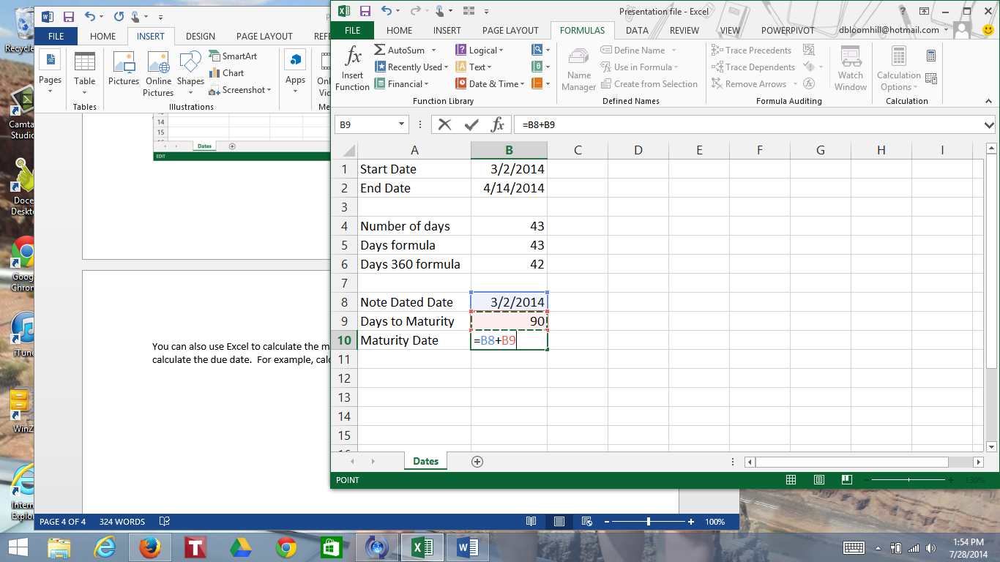 Recycle
Camta
Studio
Doce
Deskto
Goog
Chron
iTune
WinZ
Intern
Explo
FILE HOME INSERT DESIGN PAGE LAYOUT REFE
Pages
Table
Tables
Pictures
Online
Pictures
Shapes
SmartArt
Chart
Screenshot
Illustrations
Apps
Onl
Vid
Me
14
15
Dates
EDIT
You can also use Excel to calculate the m
calculate the due date. For example, calc
PAGE 4 OF 4 324 WORDS 100%
Presentation file - Excel
FILE HOME INSERT PAGE LAYOUT FORMULAS DATA REVIEW VIEW POWERPIVOT dbloomhill@hotmail.com
Insert
Function
AutoSum
Recently Used
Financial
Logical
Text
Date & Time
Function Library
Name
Manager
Define Name
Use in Formula
Create from Selection
Defined Names
Trace Precedents
Trace Dependents
Remove Arrows
Watch
Window
Formula Auditing
Calculation
Options
Calculation
B9 =B8+B9
A B C D E F G H I
1 Start Date 3/2/2014
2 End Date 4/14/2014
3
4 Number of days 43
5 Days formula 43
6 Days 360 formula 42
7
8 Note Dated Date 3/2/2014
9 Days to Maturity 90
10 Maturity Date =B8+B9
11
12
13
14
15
Dates
POINT 130%
1:54 PM
7/28/2014